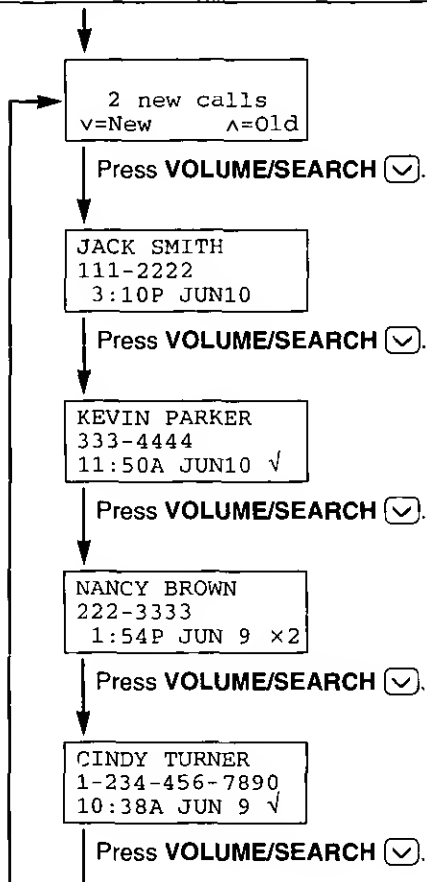 2 new calls
∨=New ∧=Old
Press VOLUME/SEARCH ∨.
JACK SMITH
111-2222
3:10P JUN10
Press VOLUME/SEARCH ∨.
KEVIN PARKER
333-4444
11:50A JUN10 √
Press VOLUME/SEARCH ∨.
NANCY BROWN
222-3333
1:54P JUN 9 ×2
Press VOLUME/SEARCH ∨.
CINDY TURNER
1-234-456-7890
10:38A JUN 9 √
Press VOLUME/SEARCH ∨.